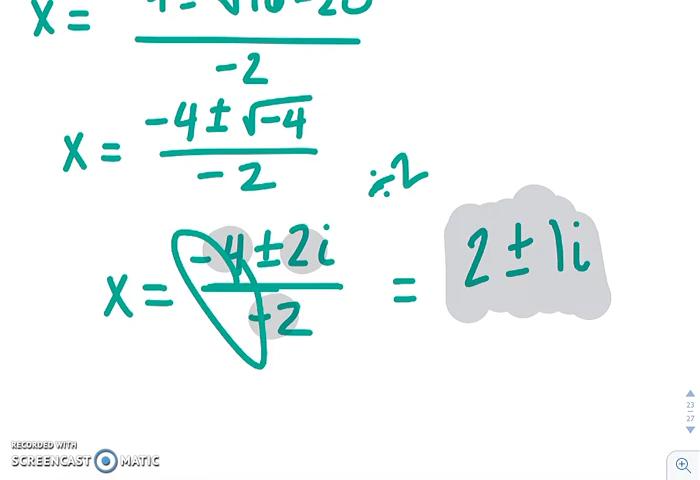 x =
-2
x = -4 ± √-4
-2
÷2
x = -4 ± 2i = 2 ± 1i
-2
23
27
RECORDED WITH
SCREENCAST MATIC